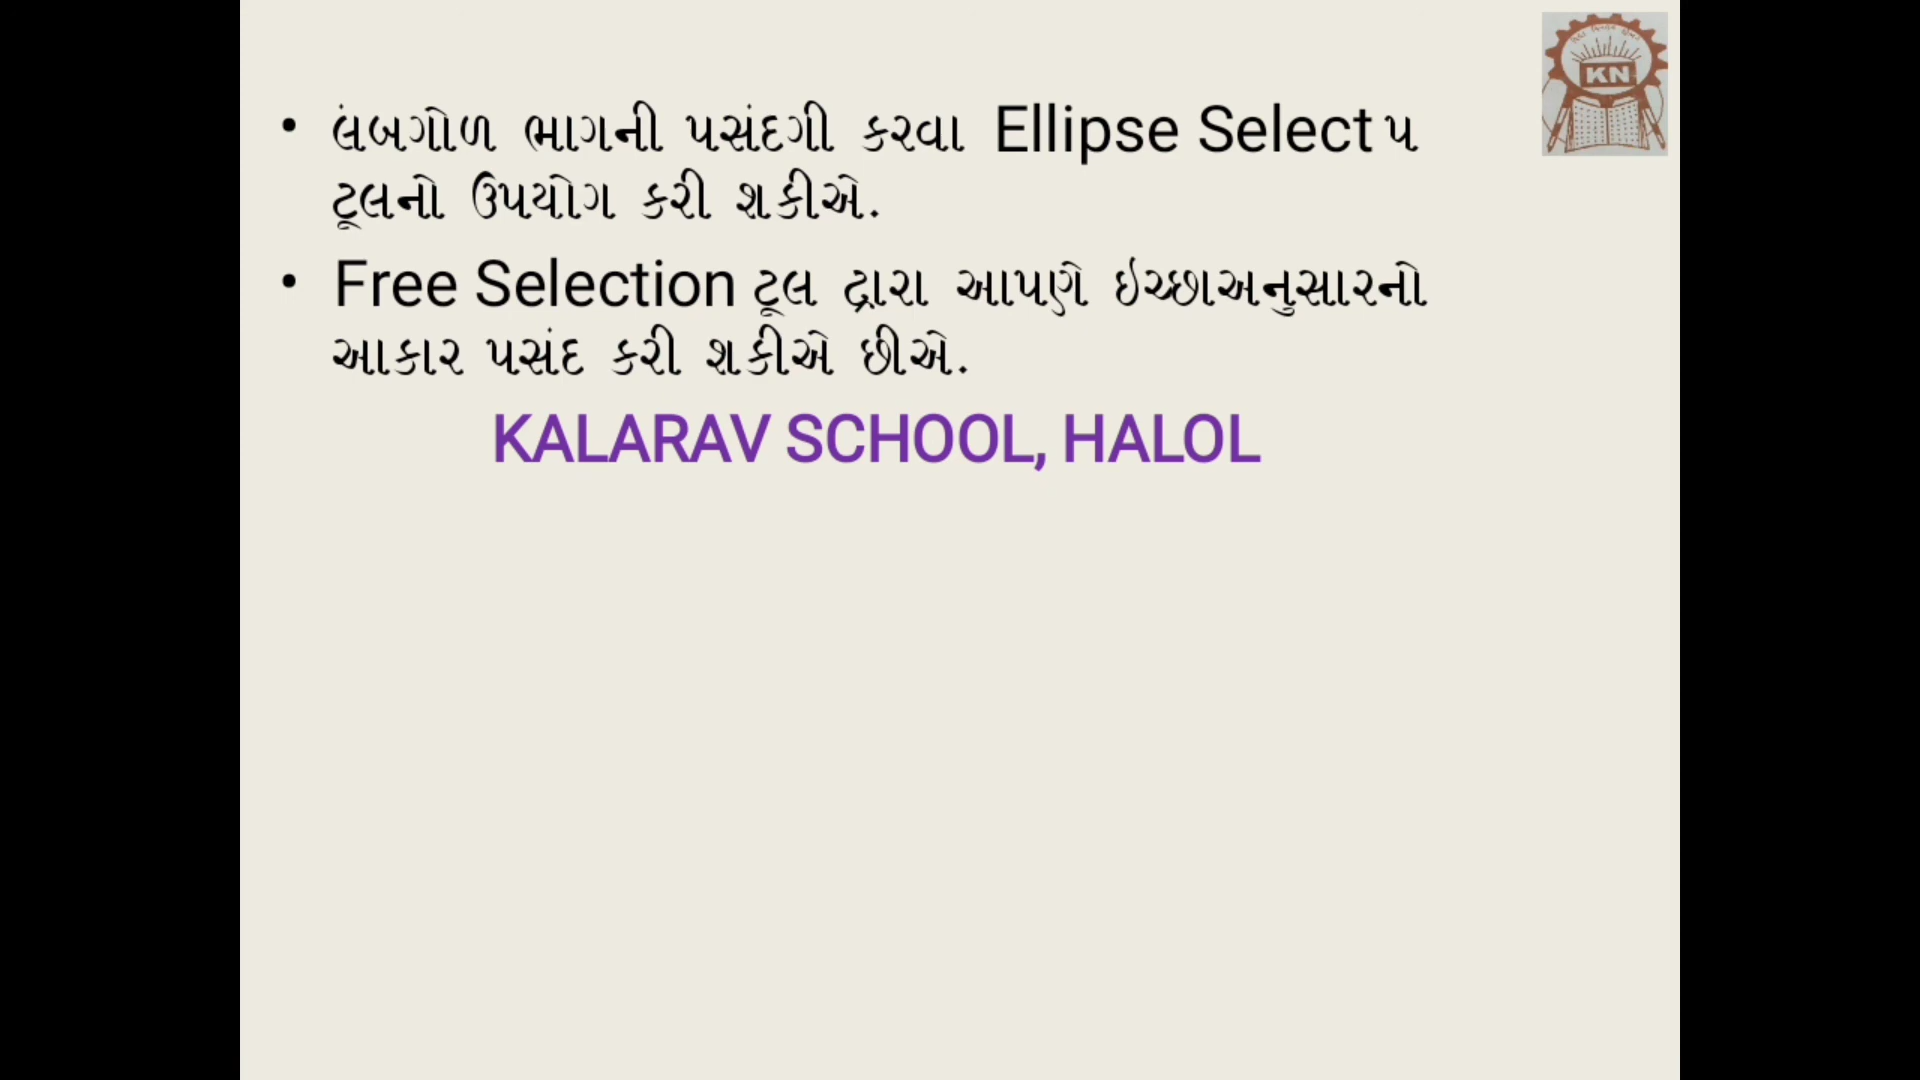 • લંબગોળ ભાગની પસંદગી કરવા Ellipse Select પ
ટૂલનો ઉપયોગ કરી શકીએ.
• Free Selection ટૂલ દ્વારા આપણે ઇચ્છાઅનુસારનો
આકાર પસંદ કરી શકીએ છીએ.
KALARAV SCHOOL, HALOL
KN